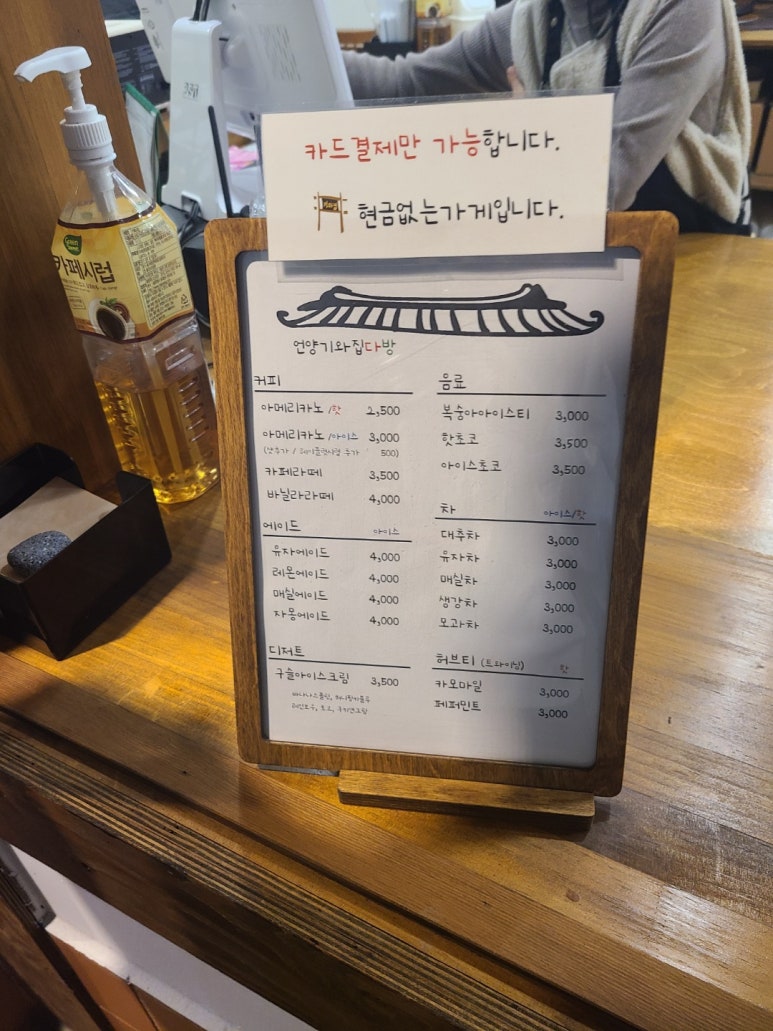 카드결제만 가능합니다.
현금없는가게입니다.
카페시럽
언양기와집다방
커피
아메리카노 /핫 2,500
아메리카노 /아이스 3,000
500)
카페라떼 3,500
바닐라라떼 4,000
에이드 아이스
유자에이드 4,000
레몬에이드 4,000
매실에이드 4,000
자몽에이드 4,000
디저트
구슬아이스크림 3,500
음료
복숭아아이스티 3,000
핫초코 3,500
아이스초코 3,500
차 아이스/핫
대추차 3,000
유자차 3,000
매실차 3,000
생강차 3,000
모과차 3,000
허브티 (트와이닝) 핫
카모마일 3,000
페퍼민트 3,000